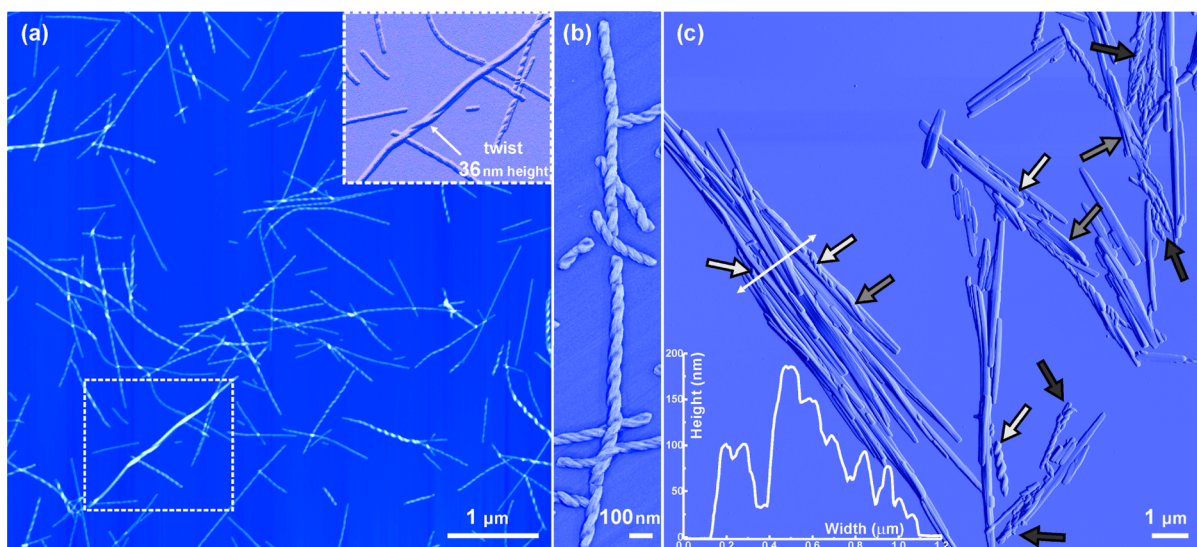 (a)
twist
36 nm height
1 µm
(b)
100 nm
(c)
200
150
100
50
0
Height (nm)
0.0 0.2 0.4 0.6 0.8 1.0 1.2
Width (µm)
1 µm